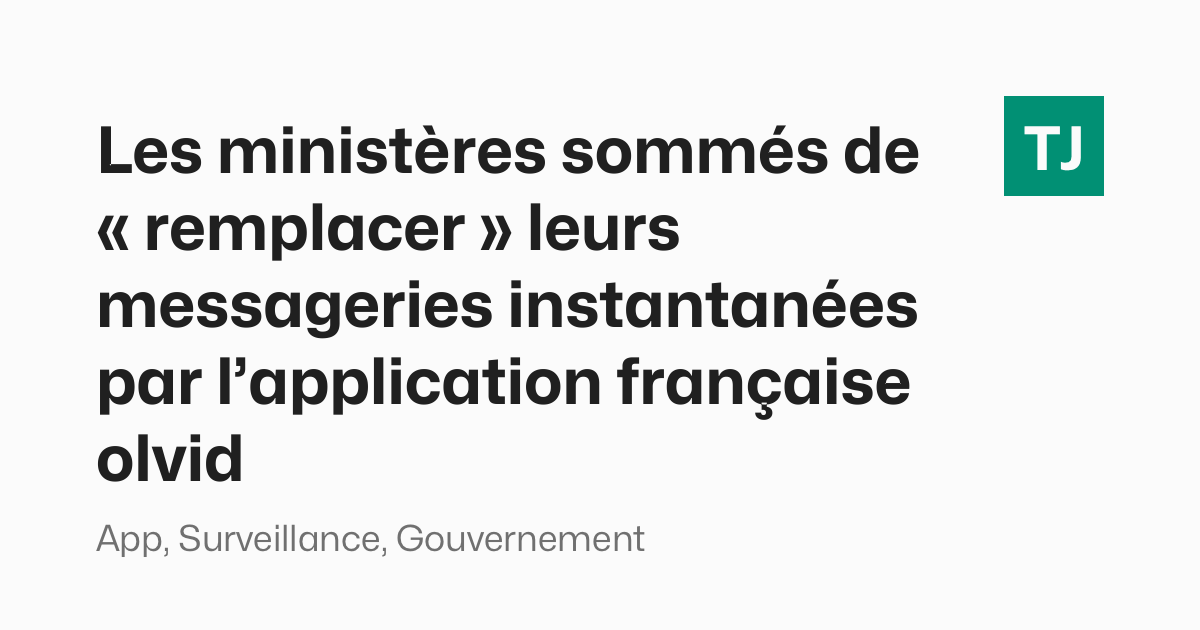 Les ministères sommés de
« remplacer » leurs
messageries instantanées
par l’application française
olvid
TJ
App, Surveillance, Gouvernement